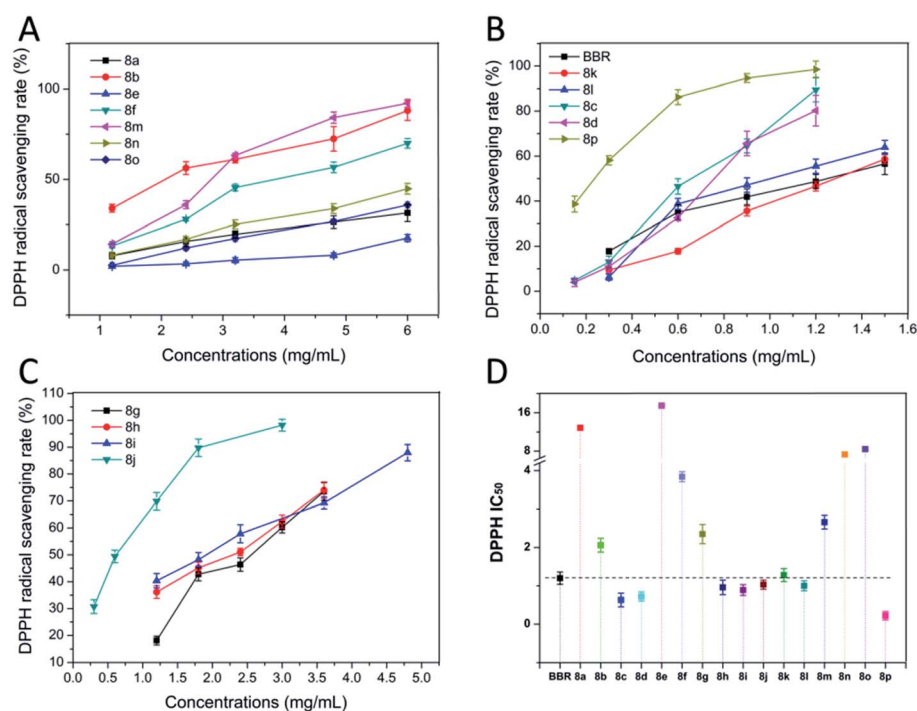 A
DPPH radical scavenging rate (%)
100
50
0
8a
8b
8e
8f
8m
8n
8o
1 2 3 4 5 6
Concentrations (mg/mL)
B
DPPH radical scavenging rate (%)
100
80
60
40
20
0
BBR
8k
8l
8c
8d
8p
0.0 0.2 0.4 0.6 0.8 1.0 1.2 1.4 1.6
Concentrations (mg/mL)
C
DPPH radical scavenging rate (%)
110
100
90
80
70
60
50
40
30
20
10
8g
8h
8i
8j
0.0 0.5 1.0 1.5 2.0 2.5 3.0 3.5 4.0 4.5 5.0
Concentrations (mg/mL)
D
DPPH IC50
16
8
4
2
0
BBR 8a 8b 8c 8d 8e 8f 8g 8h 8i 8j 8k 8l 8m 8n 8o 8p